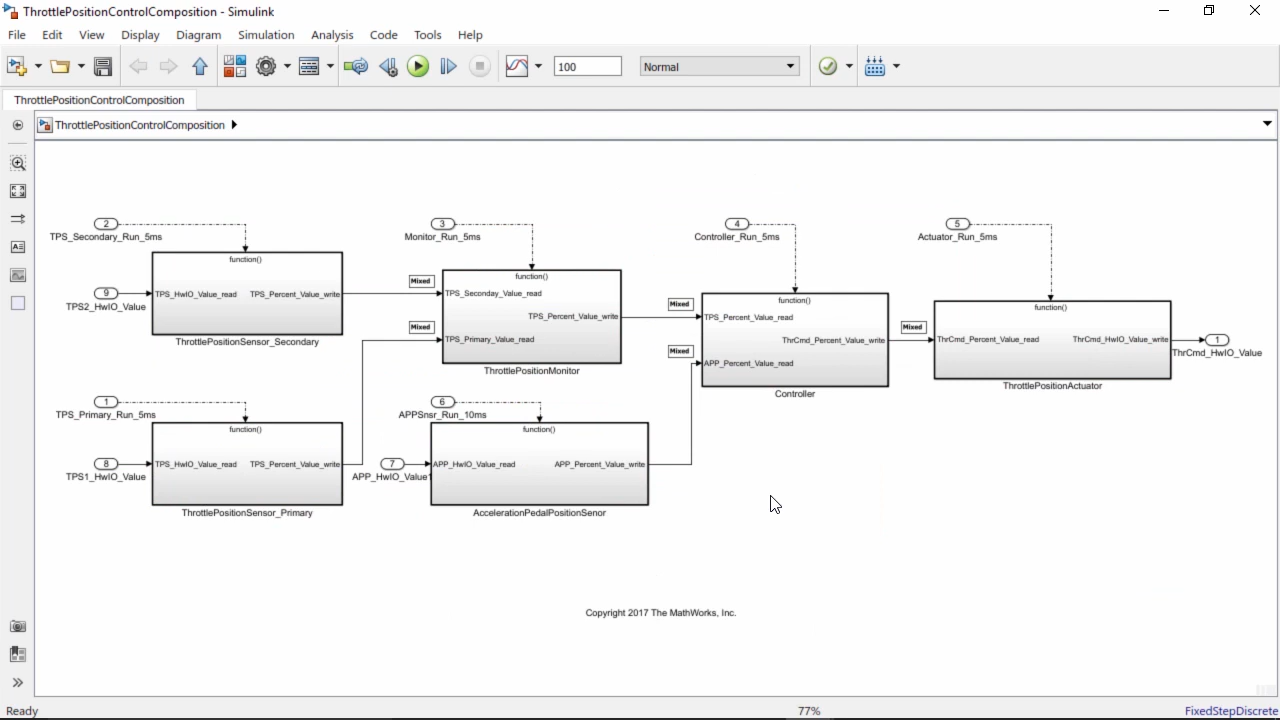 ThrottlePositionControlComposition - Simulink
File Edit View Display Diagram Simulation Analysis Code Tools Help
100 Normal
ThrottlePositionControlComposition
ThrottlePositionControlComposition
2
TPS_Secondary_Run_5ms
function()
9
TPS2_HwIO_Value
TPS_HwIO_Value_read TPS_Percent_Value_write
ThrottlePositionSensor_Secondary
1
TPS_Primary_Run_5ms
function()
8
TPS1_HwIO_Value
TPS_HwIO_Value_read TPS_Percent_Value_write
ThrottlePositionSensor_Primary
3
Monitor_Run_5ms
function()
Mixed
TPS_Seconday_Value_read
TPS_Percent_Value_write
Mixed
TPS_Primary_Value_read
ThrottlePositionMonitor
6
APPSnsr_Run_10ms
function()
7
APP_HwIO_Value1
APP_HwIO_Value_read APP_Percent_Value_write
AccelerationPedalPositionSenor
4
Controller_Run_5ms
function()
Mixed
TPS_Percent_Value_read
ThrCmd_Percent_Value_write
Mixed
APP_Percent_Value_read
Controller
5
Actuator_Run_5ms
function()
Mixed
ThrCmd_Percent_Value_read ThrCmd_HwIO_Value_write
ThrottlePositionActuator
1
ThrCmd_HwIO_Value
Copyright 2017 The MathWorks, Inc.
Ready 77% FixedStepDiscrete